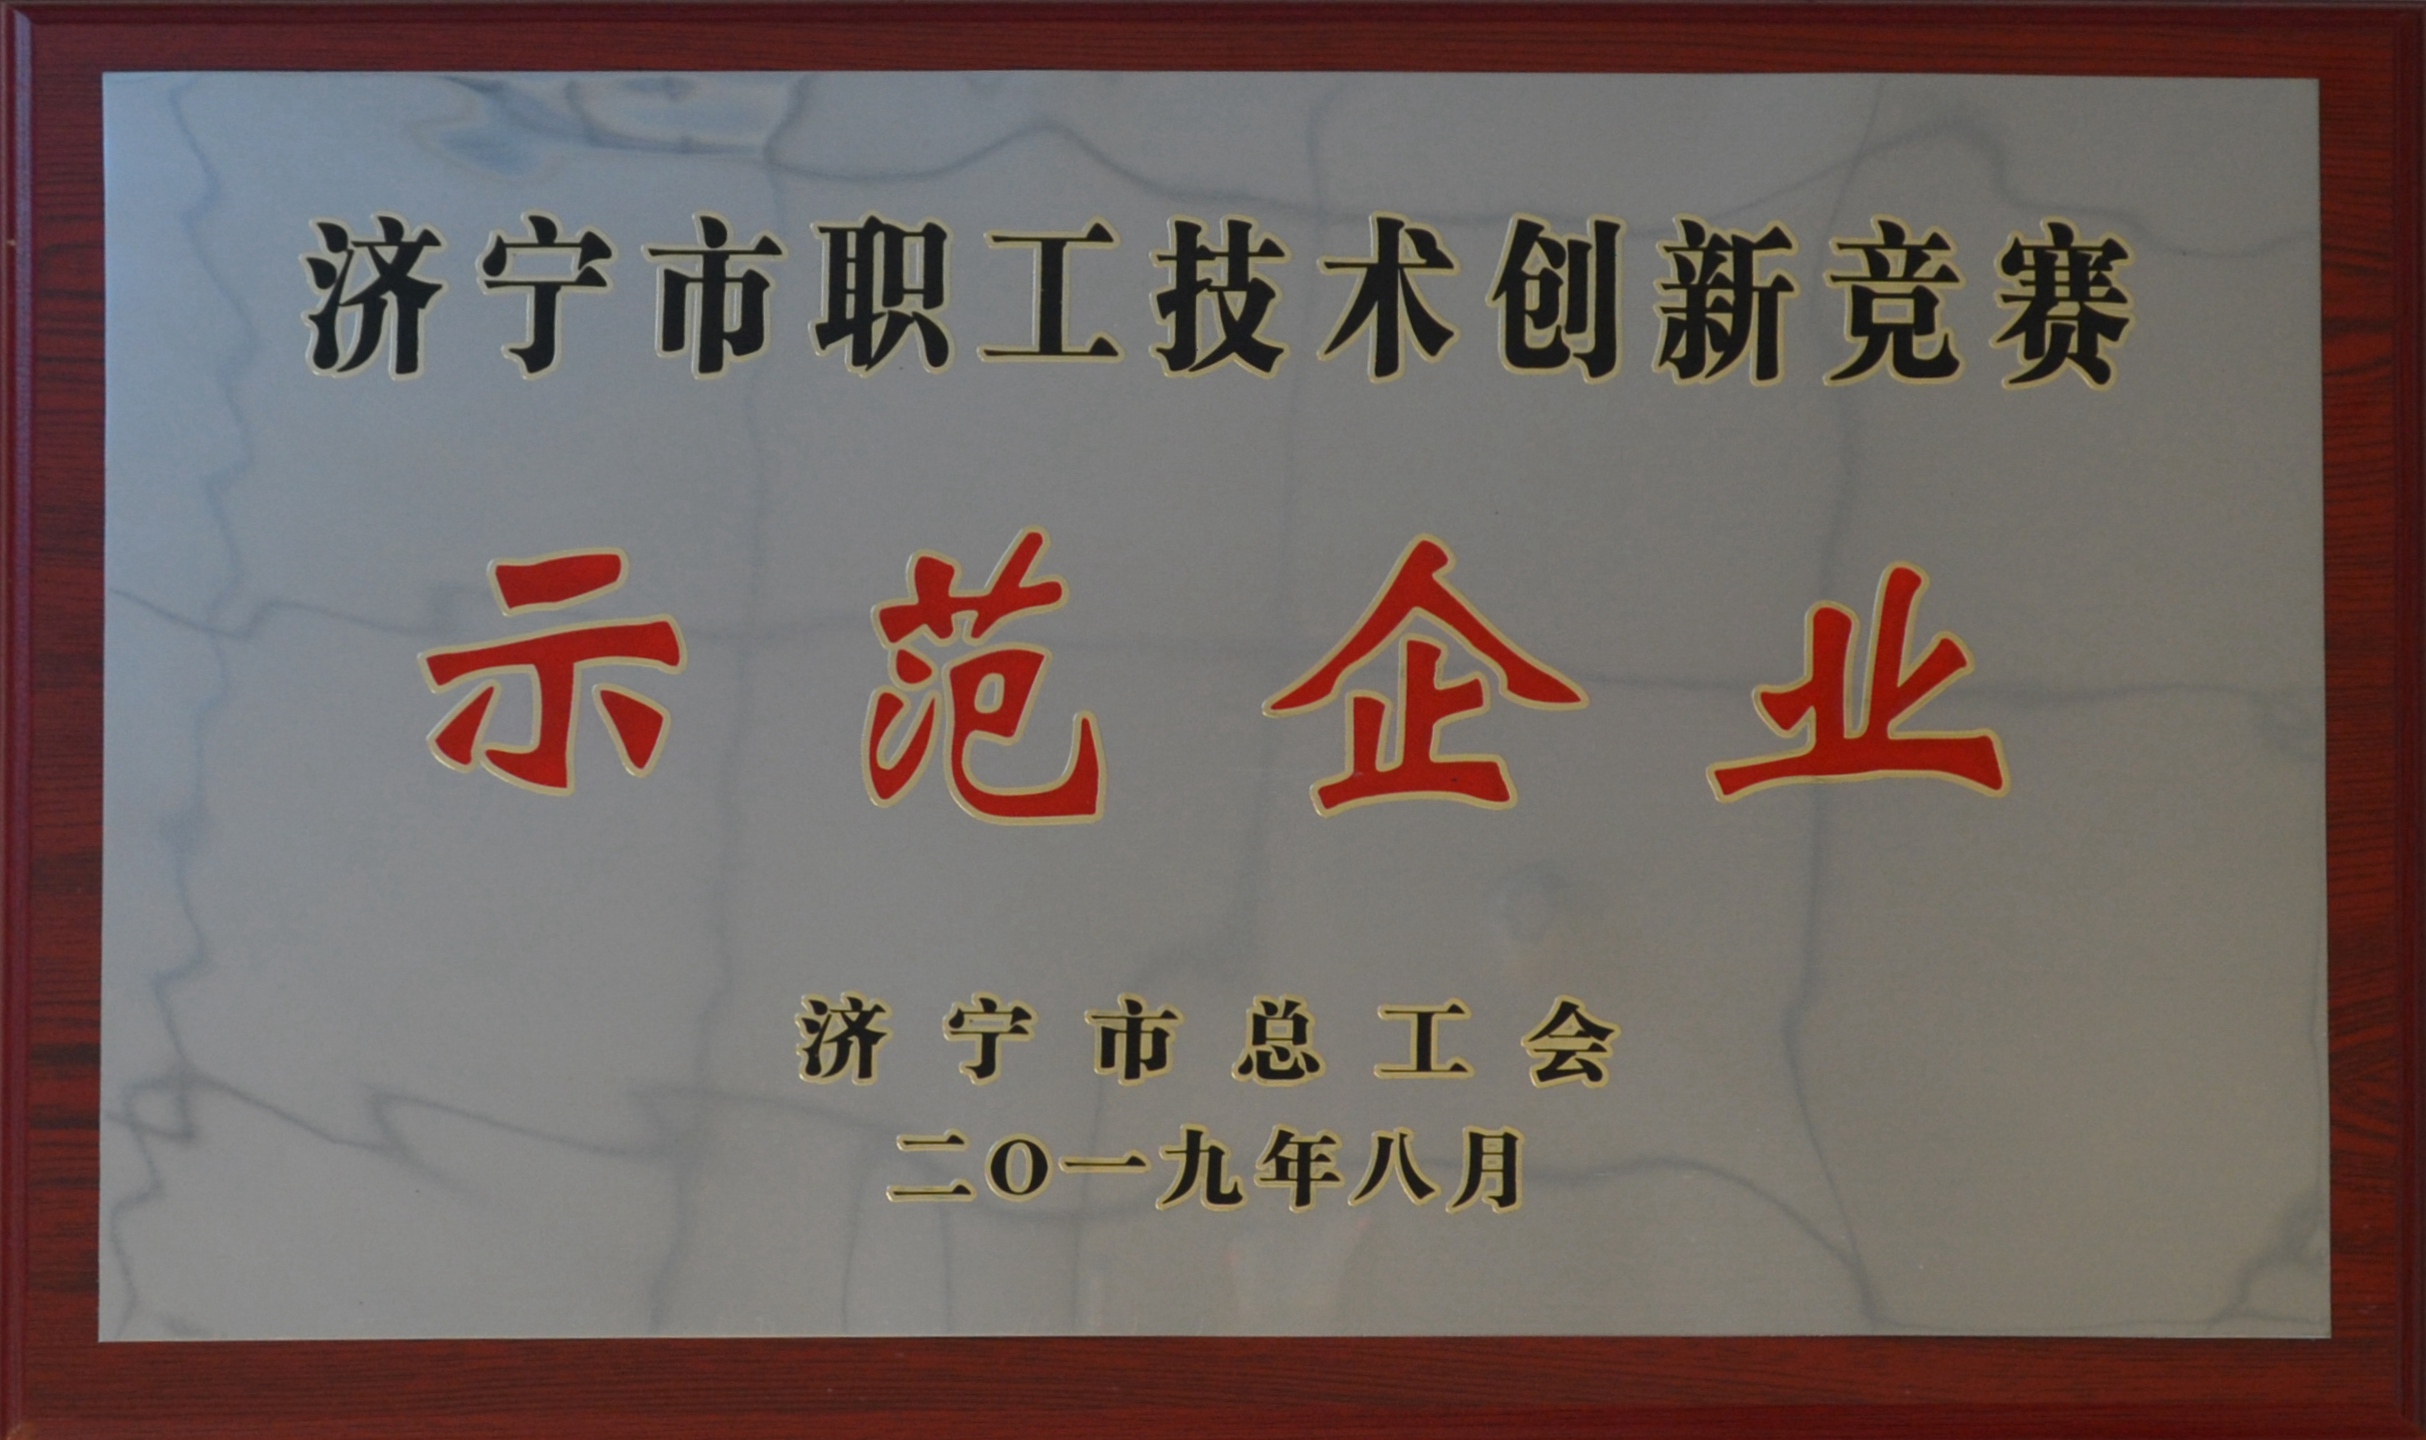 济宁市职工技术创新竞赛
示范企业
济宁市总工会
二〇一九年八月